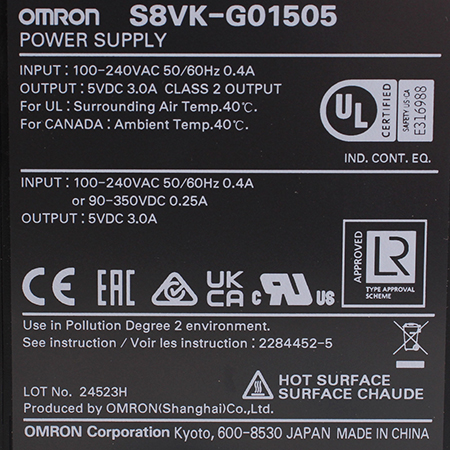 OMRON S8VK-G01505
POWER SUPPLY
INPUT : 100-240VAC 50/60Hz 0.4A
OUTPUT : 5VDC 3.0A CLASS 2 OUTPUT
For UL : Surrounding Air Temp.40℃.
For CANADA : Ambient Temp.40℃.
UL CERTIFIED SAFETY US-CA E316988
IND. CONT. EQ.
INPUT : 100-240VAC 50/60Hz 0.4A
or 90-350VDC 0.25A
OUTPUT : 5VDC 3.0A
APPROVED LR
TYPE APPROVAL
SCHEME
CE EAC UK CA c RU US
Use in Pollution Degree 2 environment.
See instruction / Voir les instruction : 2284452-5
LOT No. 24523H
HOT SURFACE
SURFACE CHAUDE
Produced by OMRON(Shanghai)Co.,Ltd.
OMRON Corporation Kyoto, 600-8530 JAPAN MADE IN CHINA